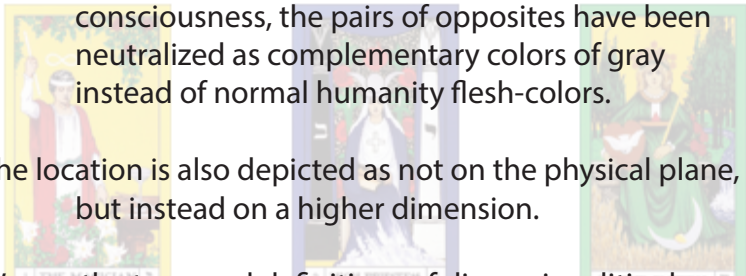 consciousness, the pairs of opposites have been
neutralized as complementary colors of gray
instead of normal humanity flesh-colors.
he location is also depicted as not on the physical plane,
but instead on a higher dimension.